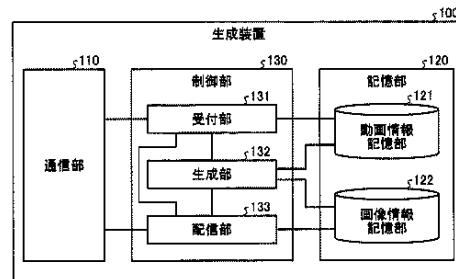 100
生成装置
110
通信部
130
制御部
131
受付部
132
生成部
133
配信部
120
記憶部
121
動画情報
記憶部
122
画像情報
記憶部